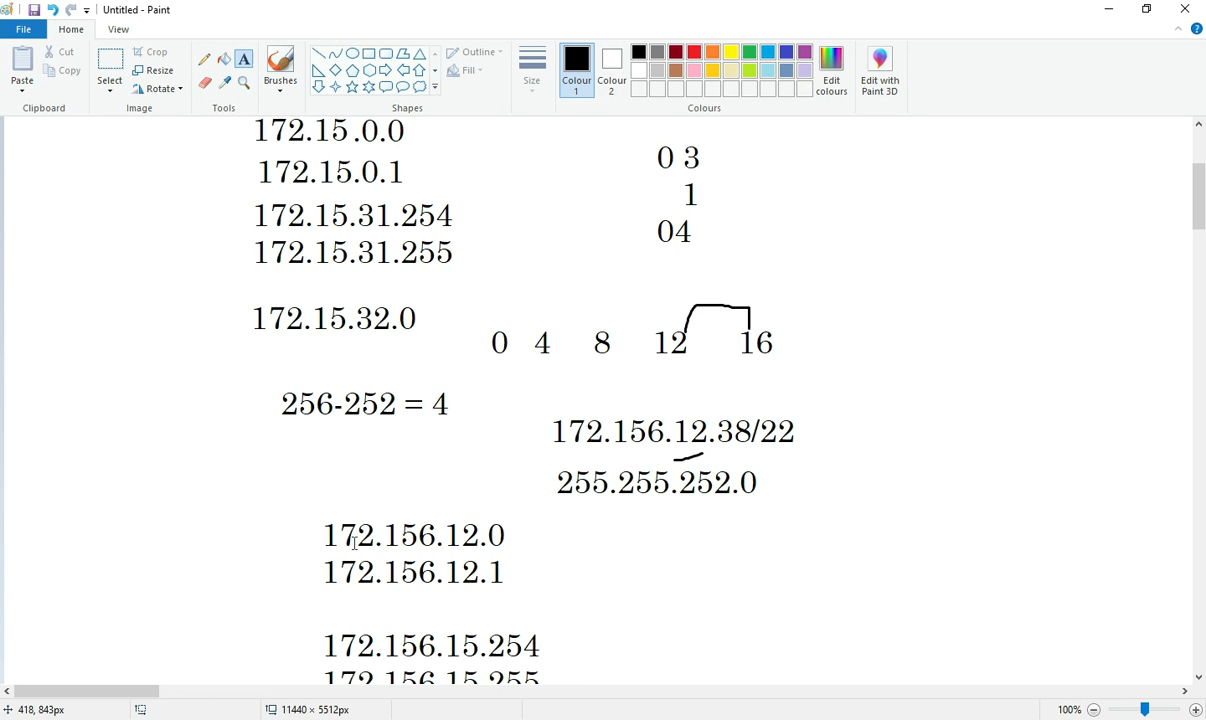 Untitled - Paint
File Home View
Paste
Cut
Copy
Clipboard
Select
Crop
Resize
Rotate
Image
A
Tools
Brushes
Shapes
Outline
Fill
Size
Colour 1
Colour 2
Edit colours
Colours
Edit with Paint 3D
172.15.0.0
172.15.0.1
172.15.31.254
172.15.31.255
172.15.32.0
0 3
1
04
0 4 8 12 16
256-252 = 4
172.156.12.38/22
255.255.252.0
172.156.12.0
172.156.12.1
172.156.15.254
172.156.15.255
418, 843px
11440 × 5512px
100%